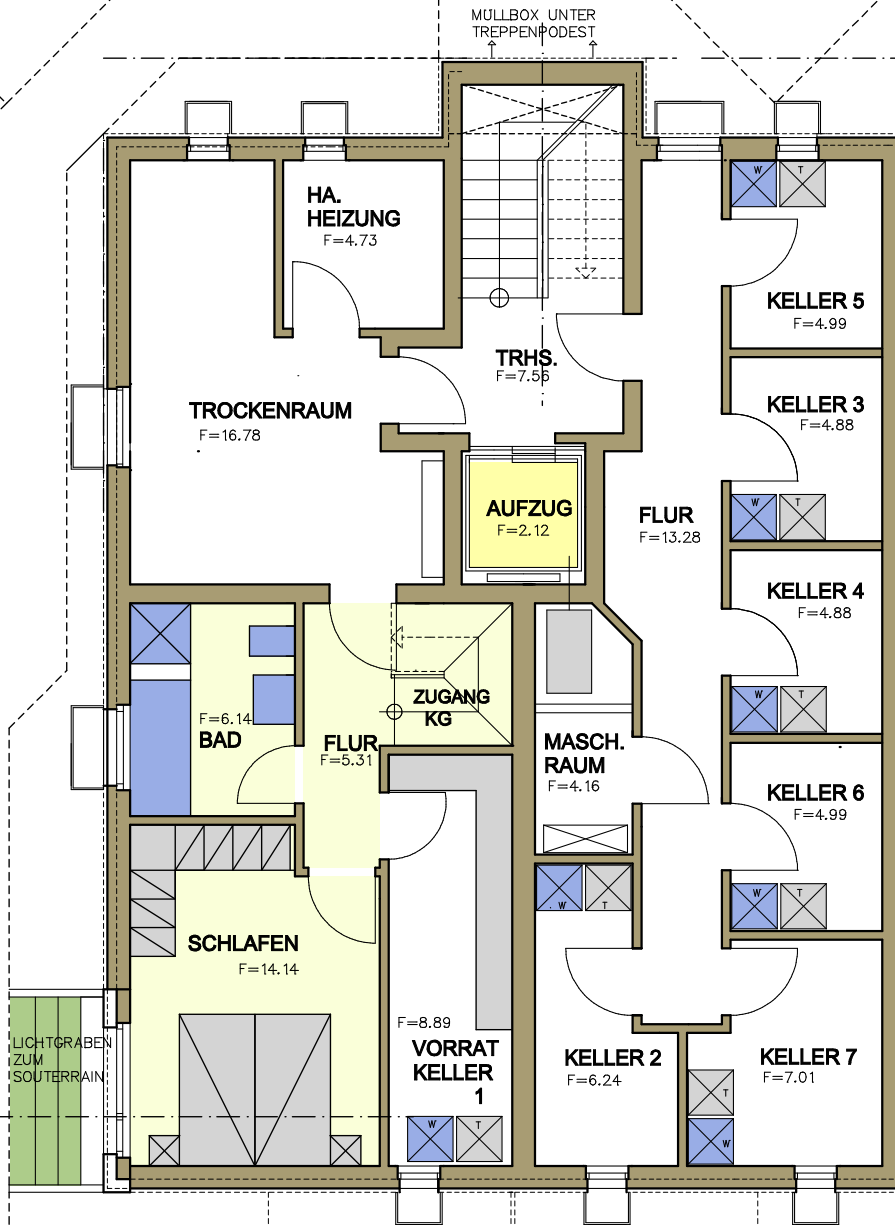 MÜLLBOX UNTER
TREPPENPODEST
HA.
HEIZUNG
F=4.73
W
T
KELLER 5
F=4.99
TRHS.
F=7.56
TROCKENRAUM
F=16.78
KELLER 3
F=4.88
W
T
AUFZUG
F=2.12
FLUR
F=13.28
KELLER 4
F=4.88
W
T
ZUGANG
KG
F=6.14
BAD
FLUR
F=5.31
MASCH.
RAUM
F=4.16
KELLER 6
F=4.99
W
T
W
T
SCHLAFEN
F=14.14
F=8.89
VORRAT
KELLER
1
LICHTGRABEN
ZUM
SOUTERRAIN
KELLER 2
F=6.24
KELLER 7
F=7.01
T
W
W
T